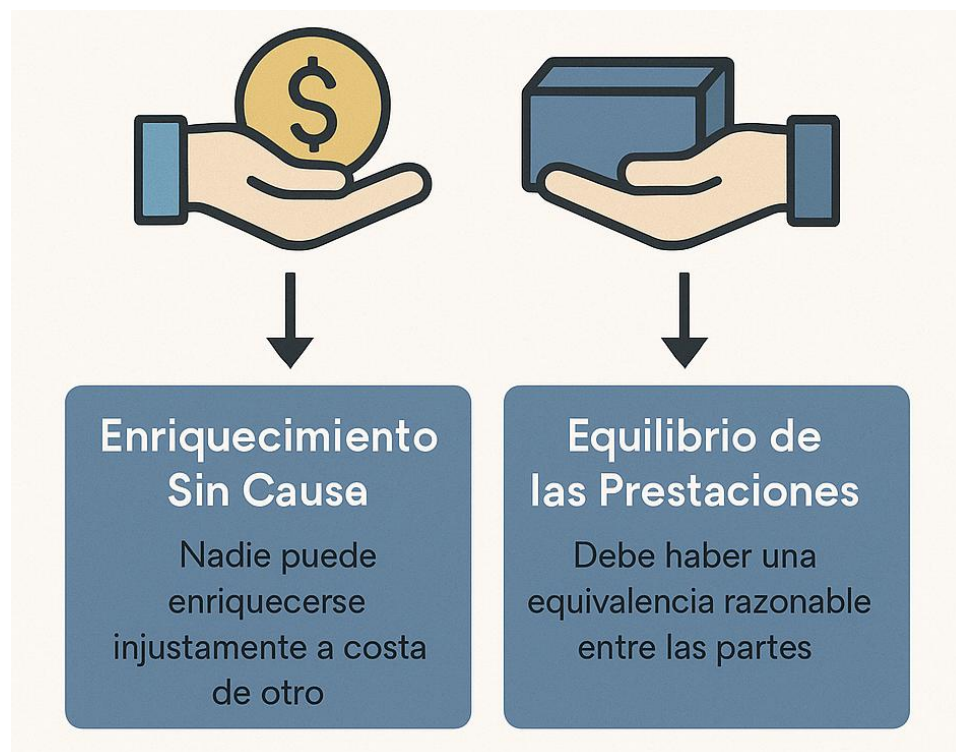 $
Enriquecimiento
Sin Cause
Nadie puede
enriquecerse
injustamente a costa
de otro
Equilibrio de
las Prestaciones
Debe haber una
equivalencia razonable
entre las partes